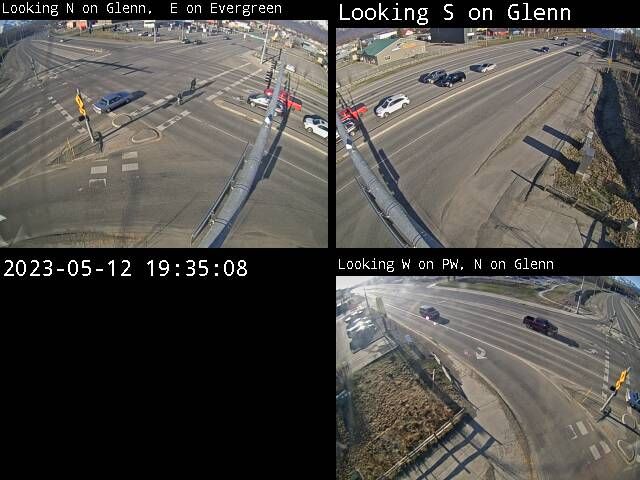 Looking N on Glenn, E on Evergreen
Looking S on Glenn
2023-05-12 19:35:08
Looking W on PW, N on Glenn